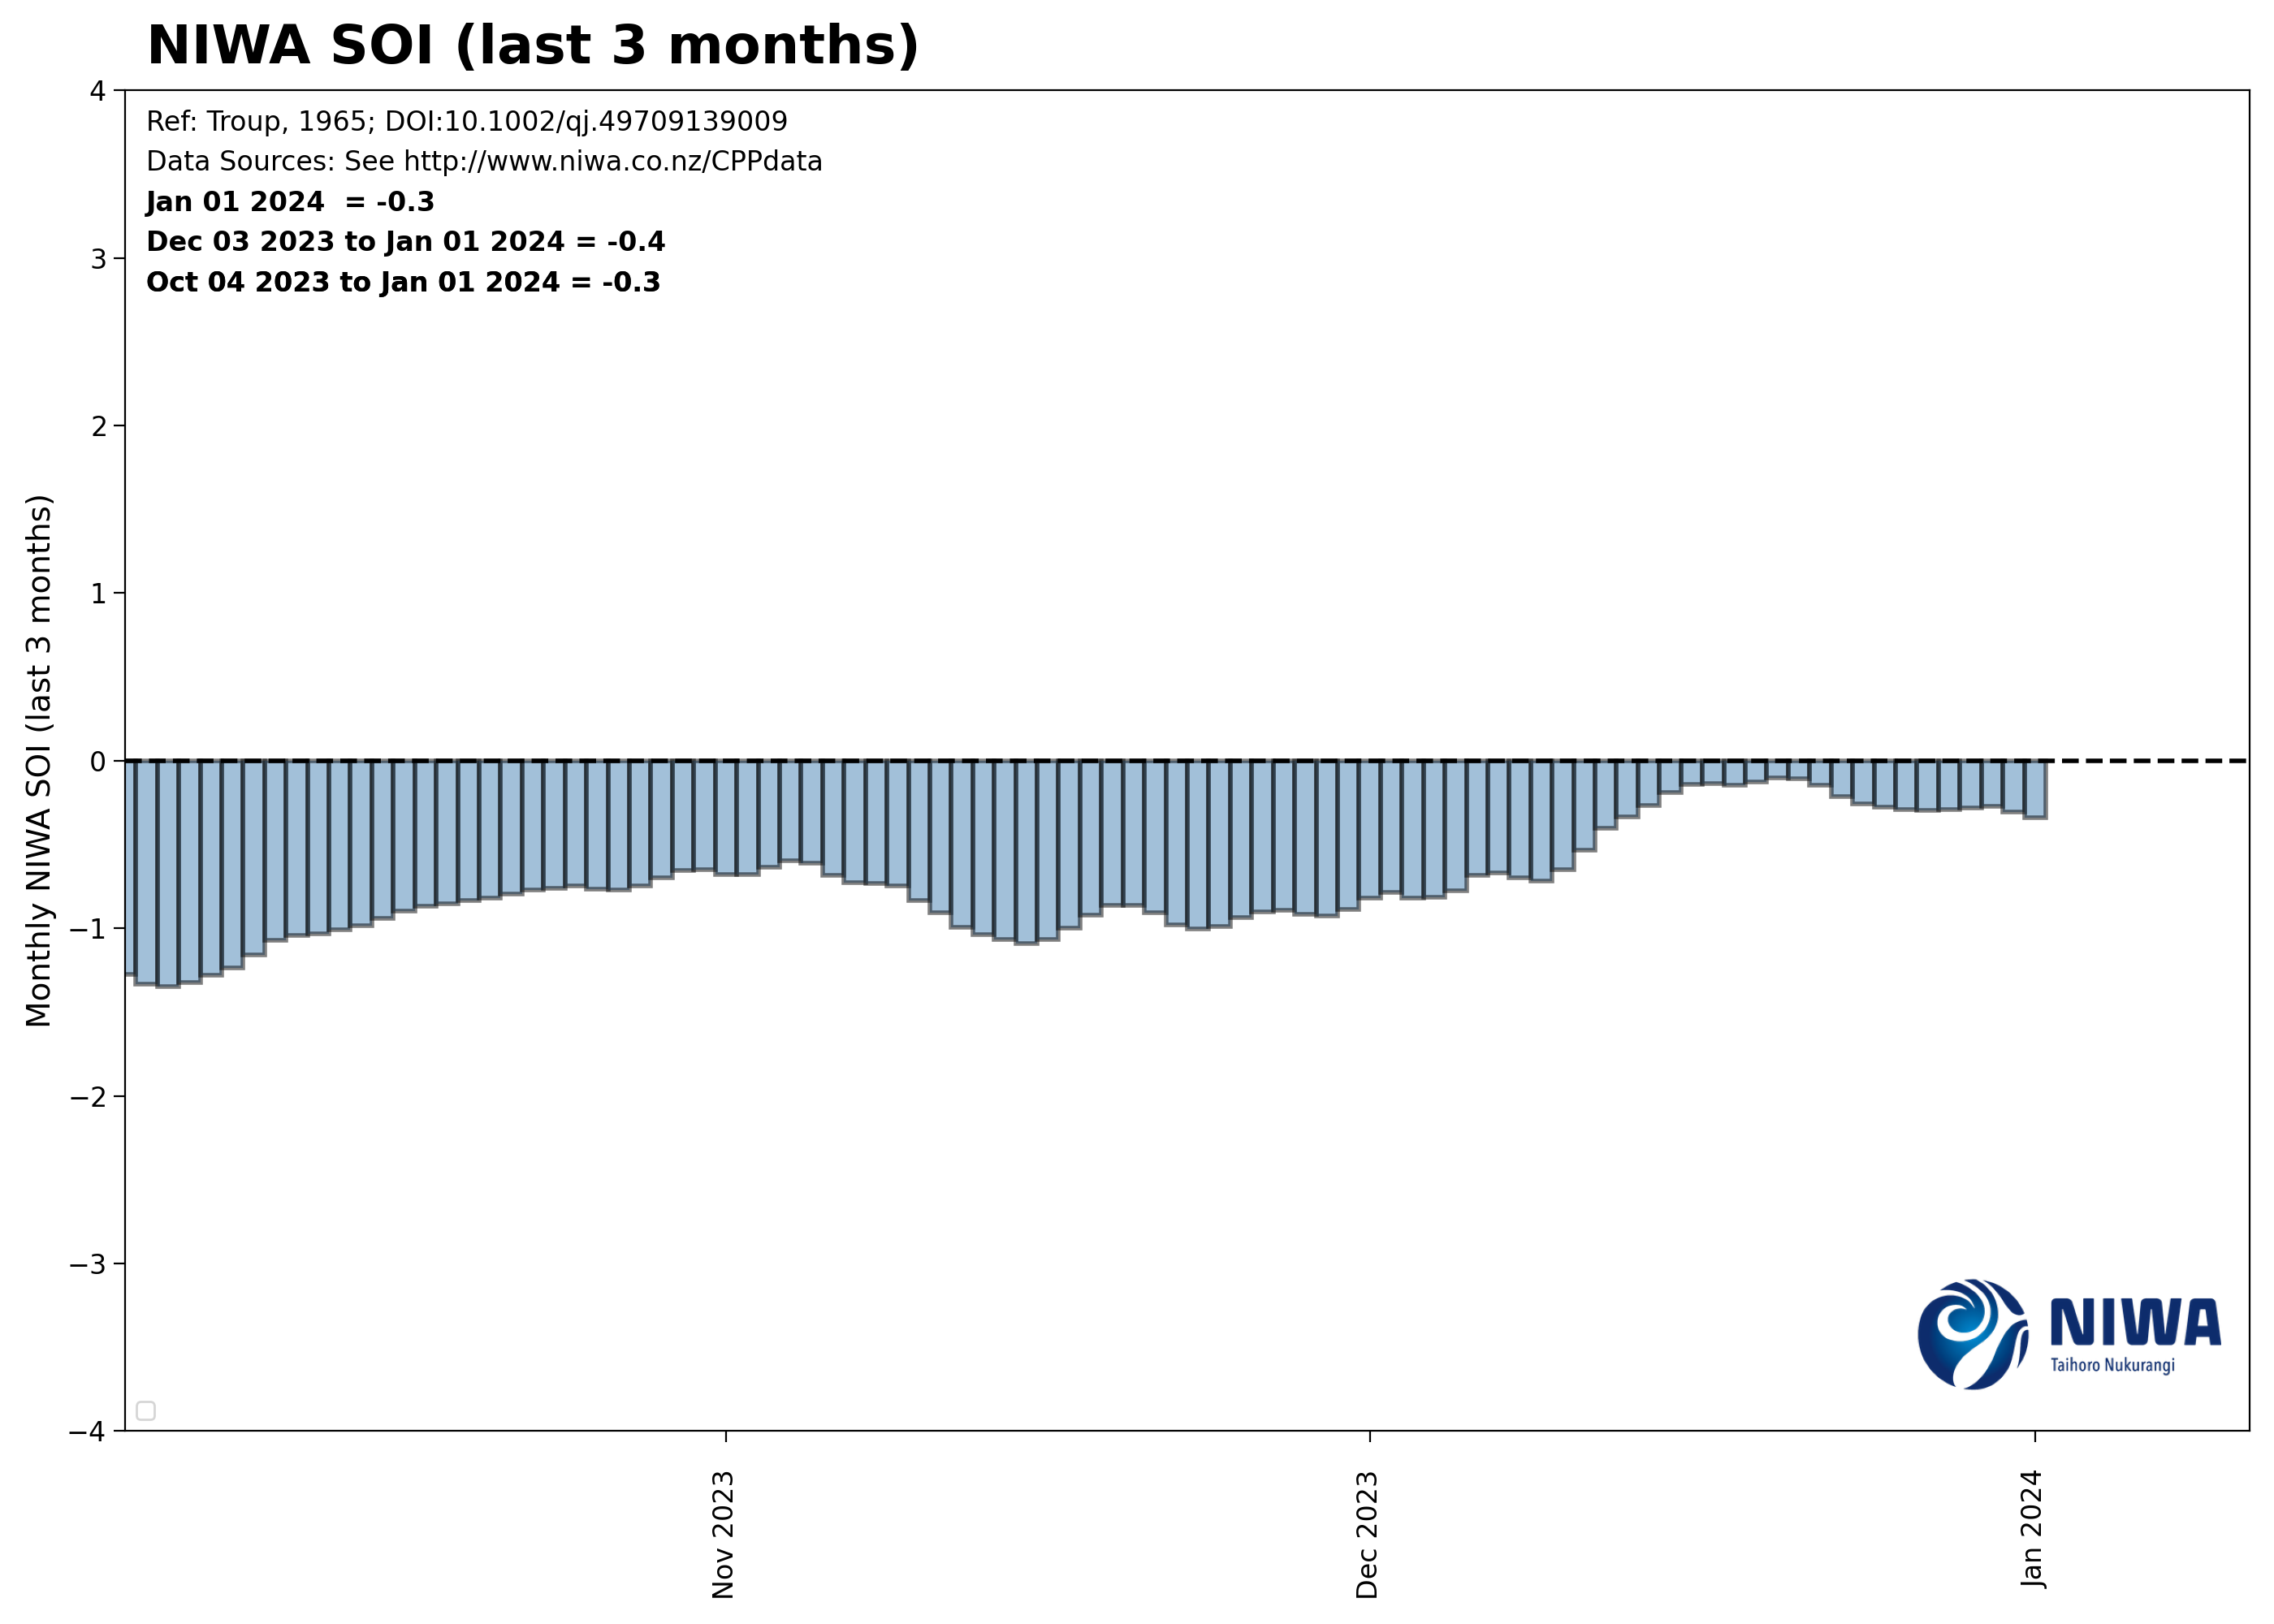 NIWA SOI (last 3 months)
Ref: Troup, 1965; DOI:10.1002/qj.49709139009
Data Sources: See http://www.niwa.co.nz/CPPdata
Jan 01 2024  = -0.3
Dec 03 2023 to Jan 01 2024 = -0.4
Oct 04 2023 to Jan 01 2024 = -0.3
Monthly NIWA SOI (last 3 months)
4
3
2
1
0
−1
−2
−3
−4
NIWA
Taihoro Nukurangi
Nov 2023
Dec 2023
Jan 2024